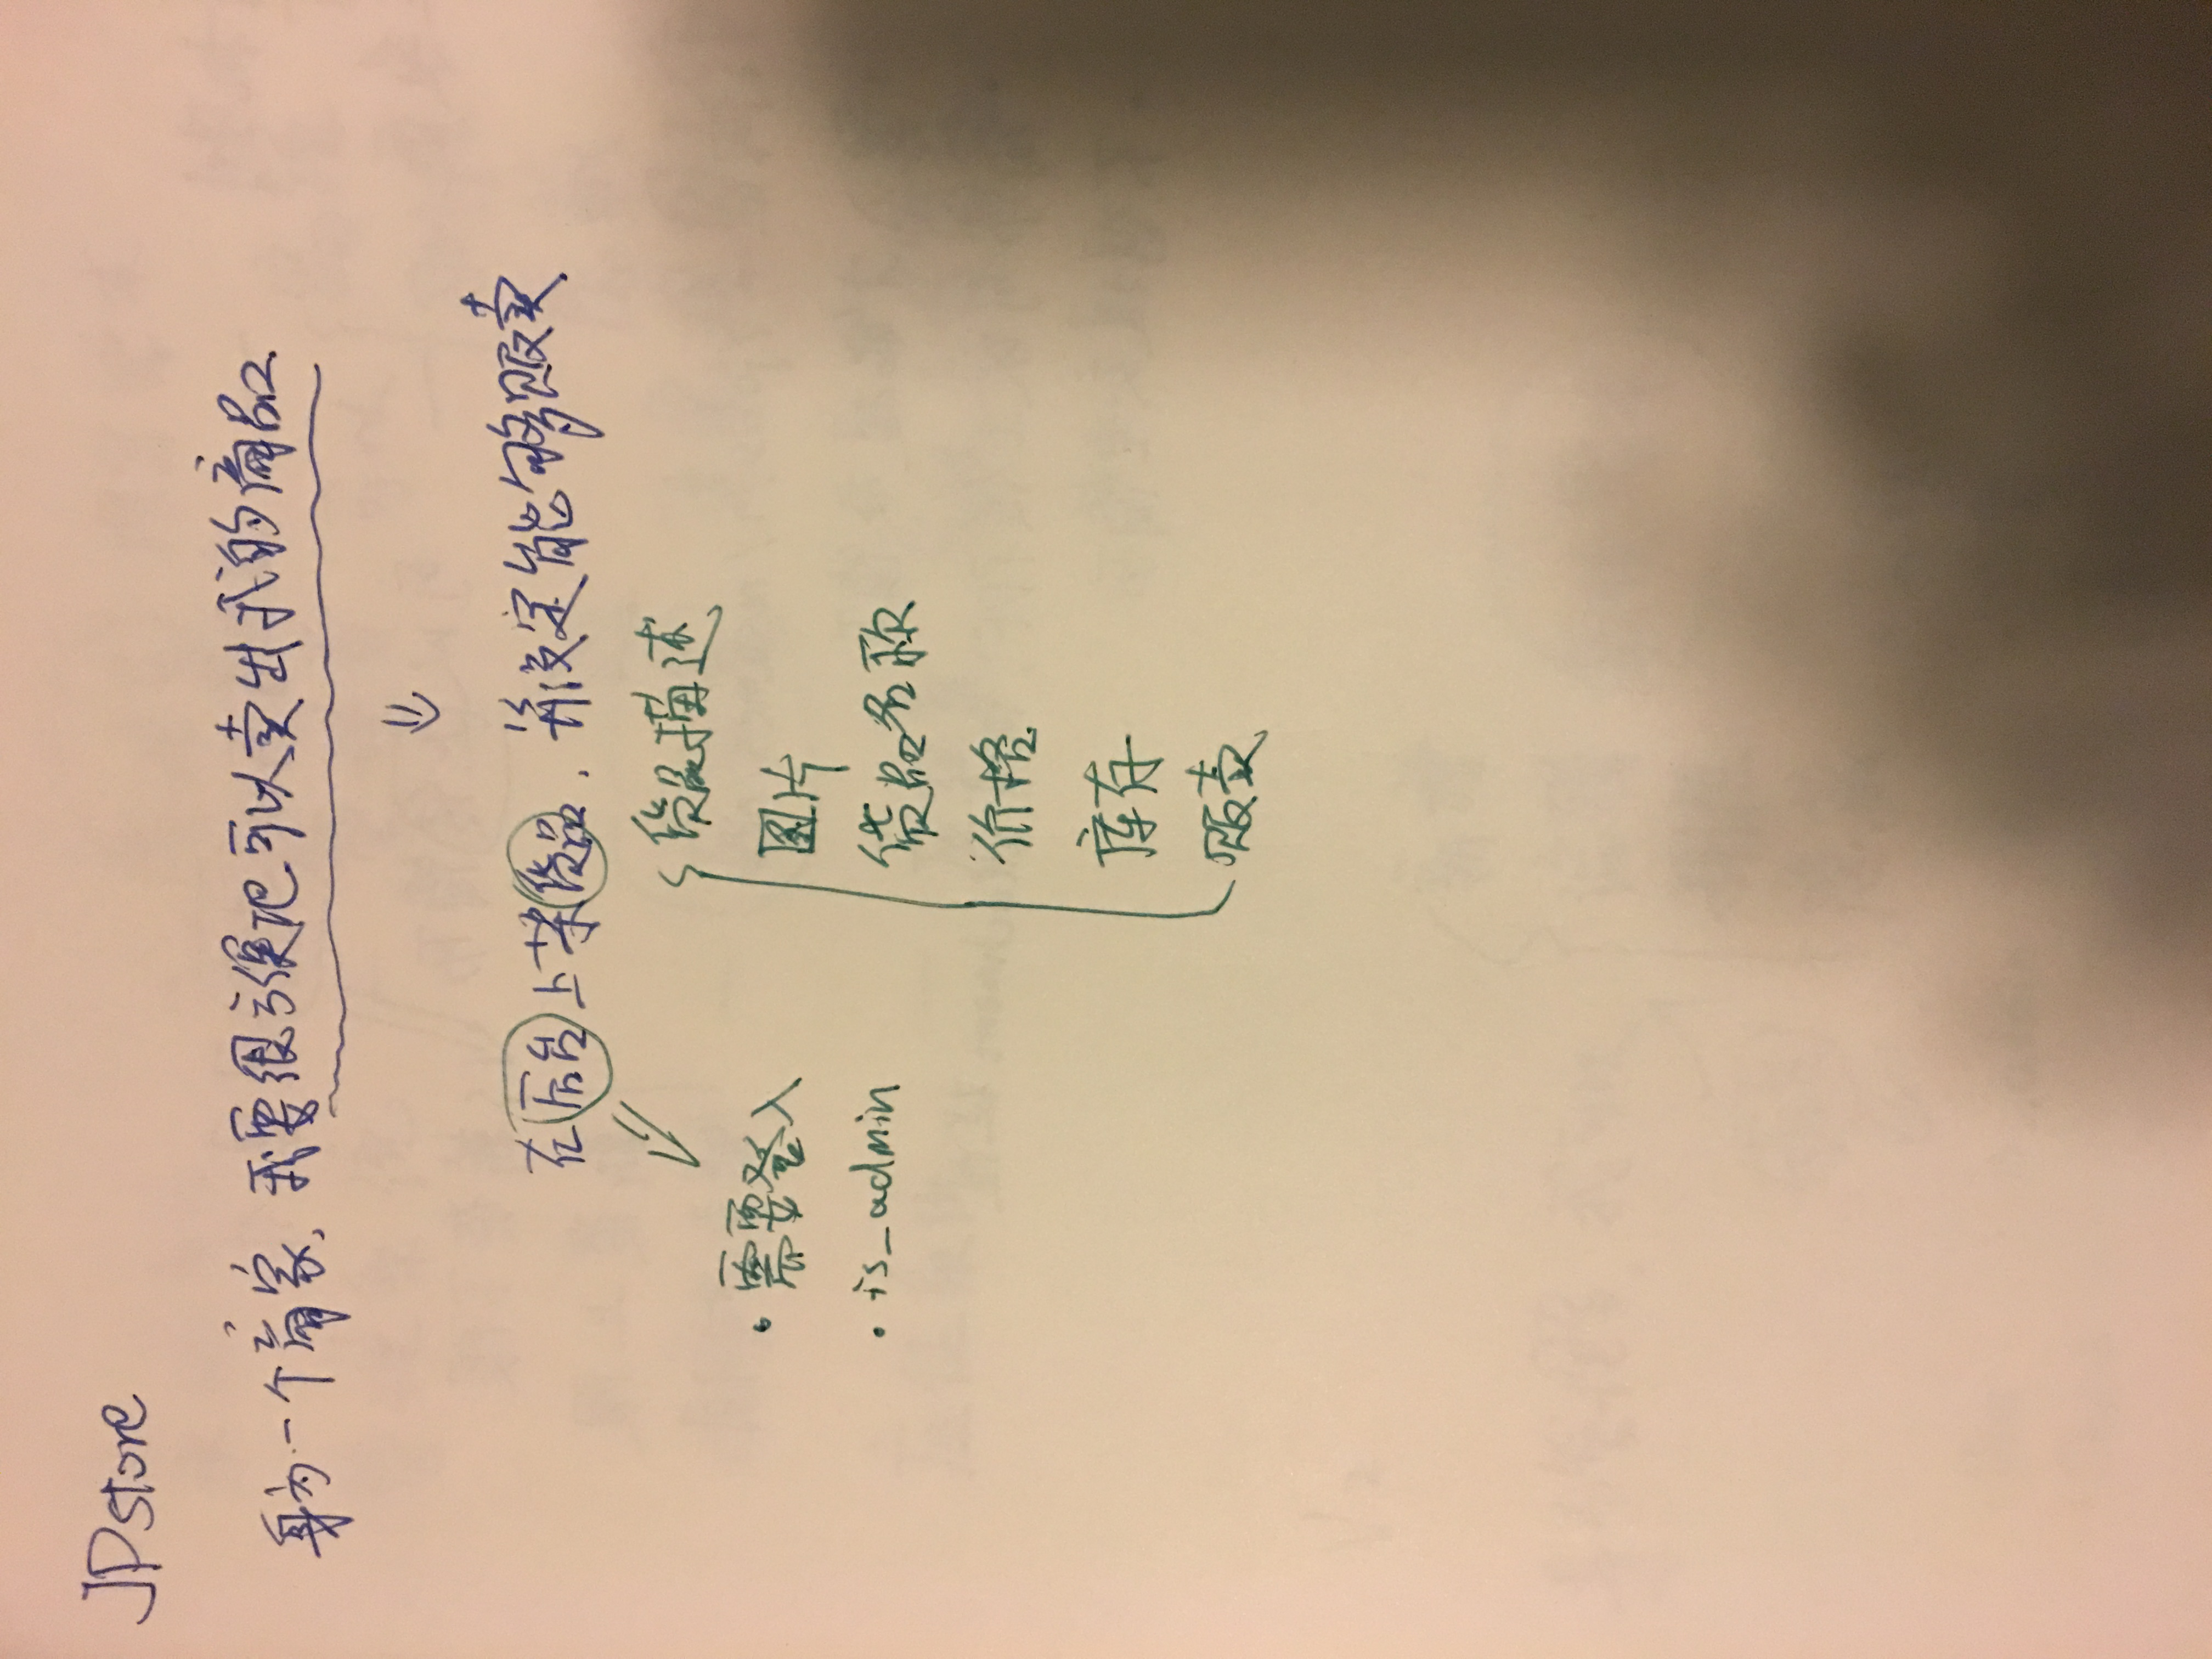 JPstore
身为一个商家，我要很方便地可以卖出我的商品
在后台上架货品，并设定能够贩卖
需要登入
is_admin
货品描述
图片
货品名称
价格
库存
贩卖